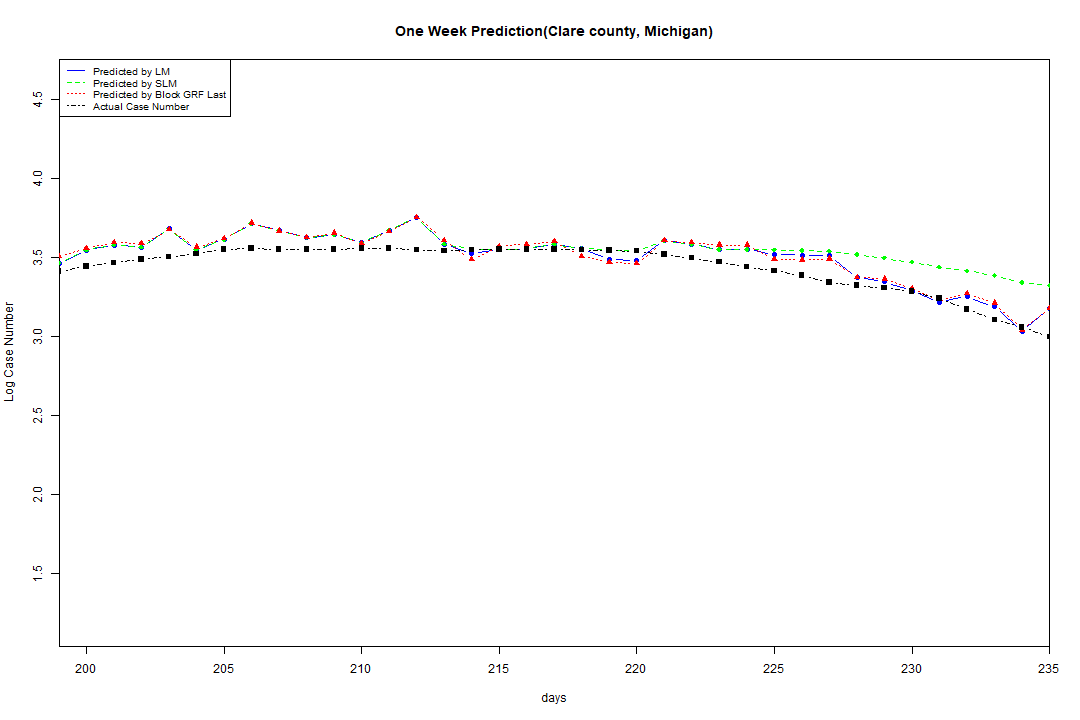 One Week Prediction(Clare county, Michigan)
Predicted by LM
Predicted by SLM
Predicted by Block GRF Last
Actual Case Number
Log Case Number
4.5
4.0
3.5
3.0
2.5
2.0
1.5
200 205 210 215 220 225 230 235
days